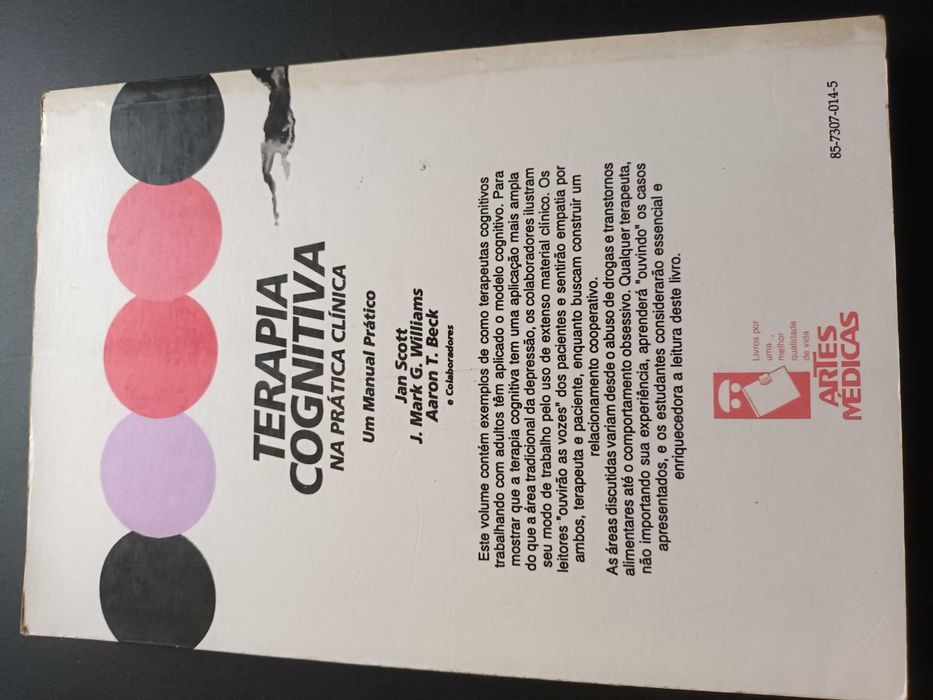 TERAPIA
COGNITIVA
NA PRÁTICA CLÍNICA
Um Manual Prático
Jan Scott
J. Mark G. Williams
Aaron T. Beck
e Colaboradores
Este volume contém exemplos de como terapeutas cognitivos
trabalhando com adultos têm aplicado o modelo cognitivo. Para
mostrar que a terapia cognitiva tem uma aplicação mais ampla
do que a área tradicional da depressão, os colaboradores ilustram
seu modo de trabalho pelo uso de extenso material clínico. Os
leitores "ouvirão as vozes" dos pacientes e sentirão empatia por
ambos, terapeuta e paciente, enquanto buscam construir um
relacionamento cooperativo.
As áreas discutidas variam desde o abuso de drogas e transtornos
alimentares até o comportamento obsessivo. Qualquer terapeuta,
não importando sua experiência, aprenderá "ouvindo" os casos
apresentados, e os estudantes considerarão essencial e
enriquecedora a leitura deste livro.
Livros por
uma
melhor
qualidade
de vida
ARTES
MÉDICAS
85-7307-014-5